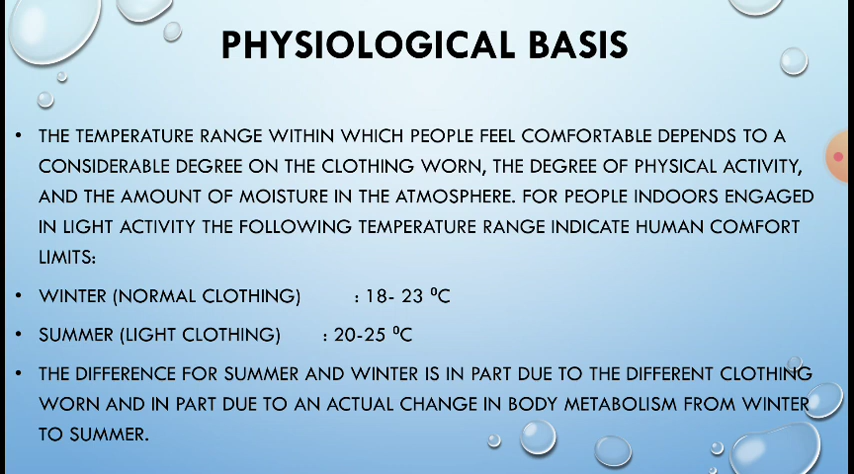 PHYSIOLOGICAL BASIS
• THE TEMPERATURE RANGE WITHIN WHICH PEOPLE FEEL COMFORTABLE DEPENDS TO A
CONSIDERABLE DEGREE ON THE CLOTHING WORN, THE DEGREE OF PHYSICAL ACTIVITY,
AND THE AMOUNT OF MOISTURE IN THE ATMOSPHERE. FOR PEOPLE INDOORS ENGAGED
IN LIGHT ACTIVITY THE FOLLOWING TEMPERATURE RANGE INDICATE HUMAN COMFORT
LIMITS:
• WINTER (NORMAL CLOTHING) : 18- 23 ⁰C
• SUMMER (LIGHT CLOTHING) : 20-25 ⁰C
• THE DIFFERENCE FOR SUMMER AND WINTER IS IN PART DUE TO THE DIFFERENT CLOTHING
WORN AND IN PART DUE TO AN ACTUAL CHANGE IN BODY METABOLISM FROM WINTER
TO SUMMER.